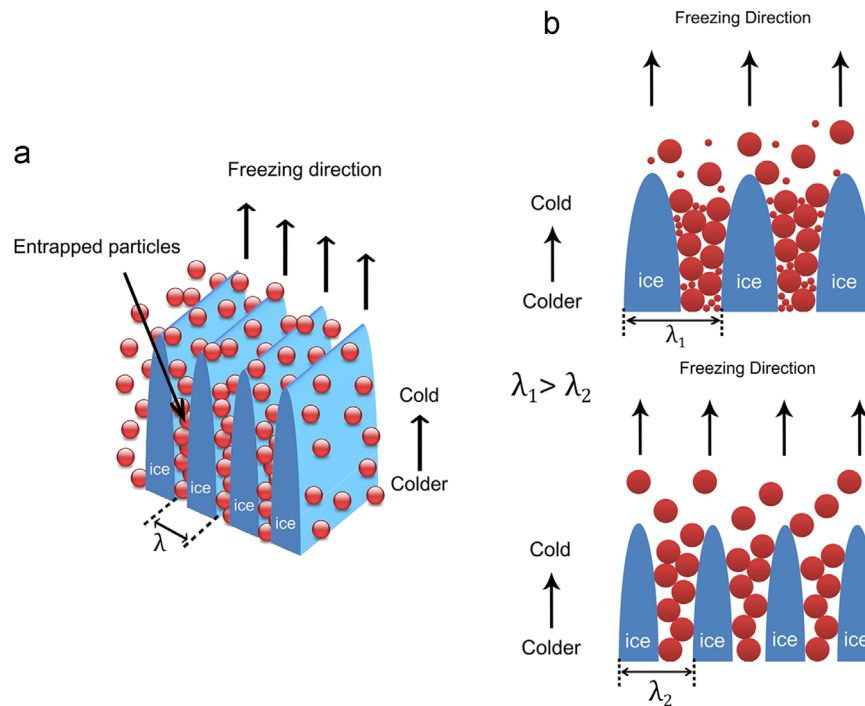 a
Freezing direction
Entrapped particles
Cold
Colder
ice
ice
ice
ice
λ
b
Freezing Direction
Cold
Colder
ice
ice
ice
λ₁
λ₁> λ₂
Freezing Direction
Cold
Colder
ice
ice
ice
ice
λ₂